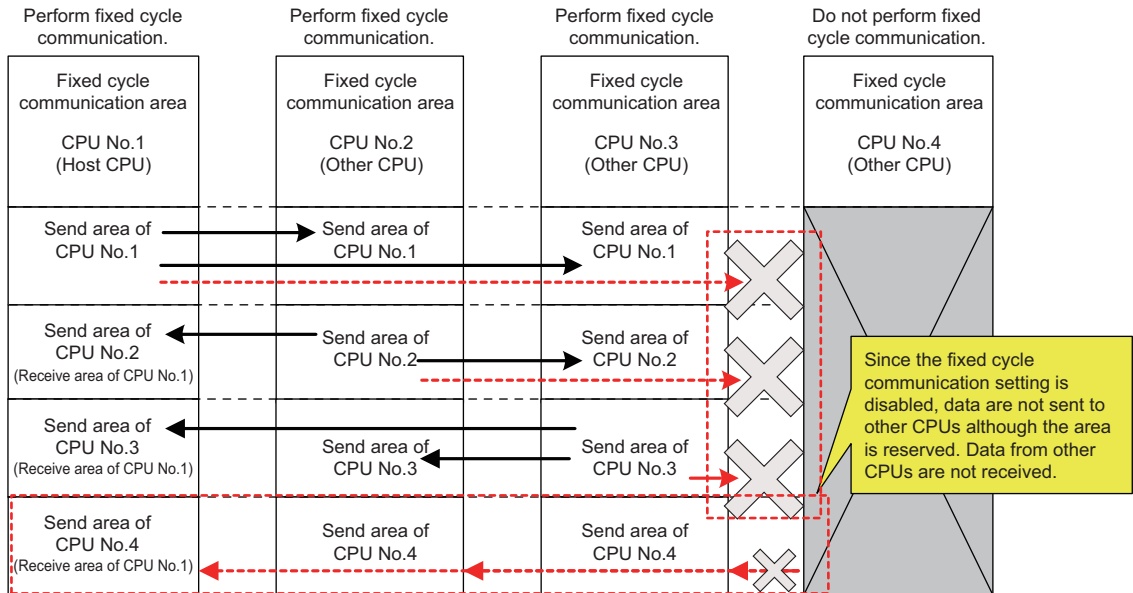 Perform fixed cycle
communication.
Perform fixed cycle
communication.
Perform fixed cycle
communication.
Do not perform fixed
cycle communication.
Fixed cycle
communication area
CPU No.1
(Host CPU)
Fixed cycle
communication area
CPU No.2
(Other CPU)
Fixed cycle
communication area
CPU No.3
(Other CPU)
Fixed cycle
communication area
CPU No.4
(Other CPU)
Send area of
CPU No.1
Send area of
CPU No.1
Send area of
CPU No.1
Send area of
CPU No.2
(Receive area of CPU No.1)
Send area of
CPU No.2
Send area of
CPU No.2
Since the fixed cycle
communication setting is
disabled, data are not sent to
other CPUs although the area
is reserved. Data from other
CPUs are not received.
Send area of
CPU No.3
(Receive area of CPU No.1)
Send area of
CPU No.3
Send area of
CPU No.3
Send area of
CPU No.4
(Receive area of CPU No.1)
Send area of
CPU No.4
Send area of
CPU No.4